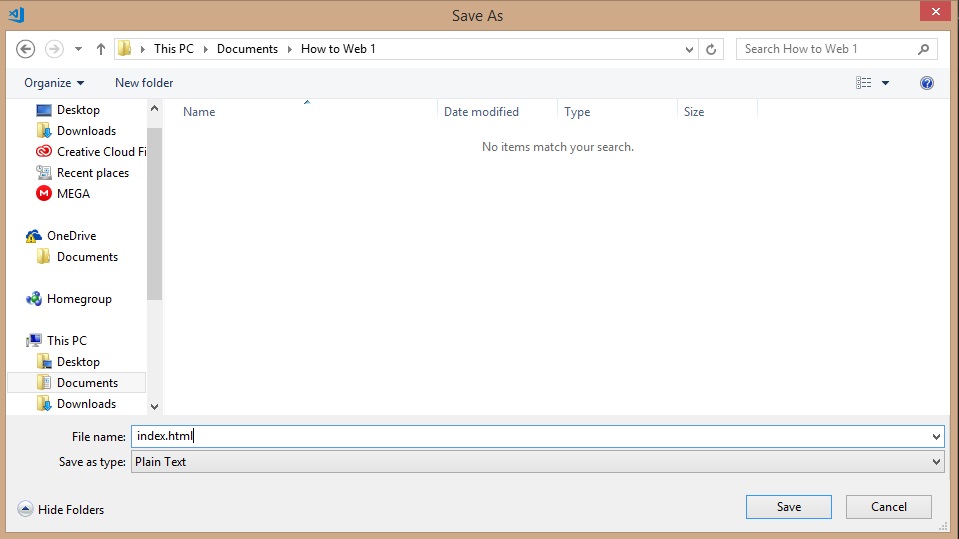 Save As
This PC Documents How to Web 1
Search How to Web 1
Organize
New folder
Name
Date modified
Type
Size
No items match your search.
Desktop
Downloads
Creative Cloud Fi
Recent places
MEGA
OneDrive
Documents
Homegroup
This PC
Desktop
Documents
Downloads
File name: index.html
Save as type: Plain Text
Hide Folders
Save
Cancel